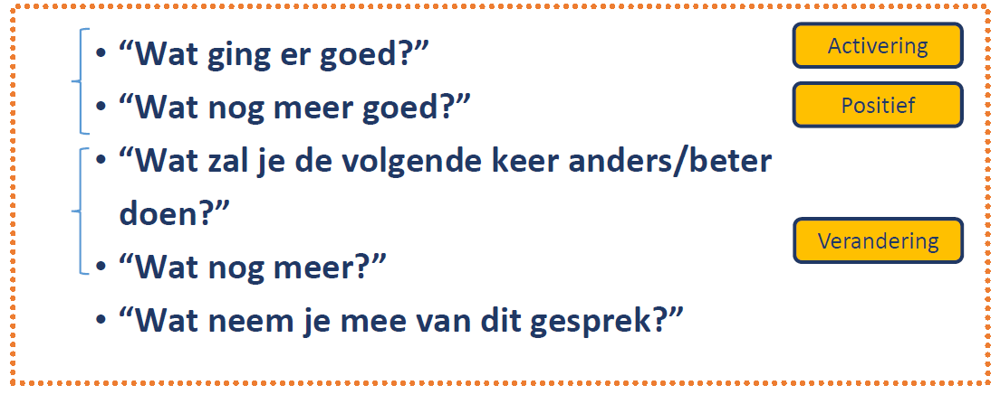 • “Wat ging er goed?”
Activering
• “Wat nog meer goed?”
Positief
• “Wat zal je de volgende keer anders/beter
doen?”
Verandering
• “Wat nog meer?”
• “Wat neem je mee van dit gesprek?”